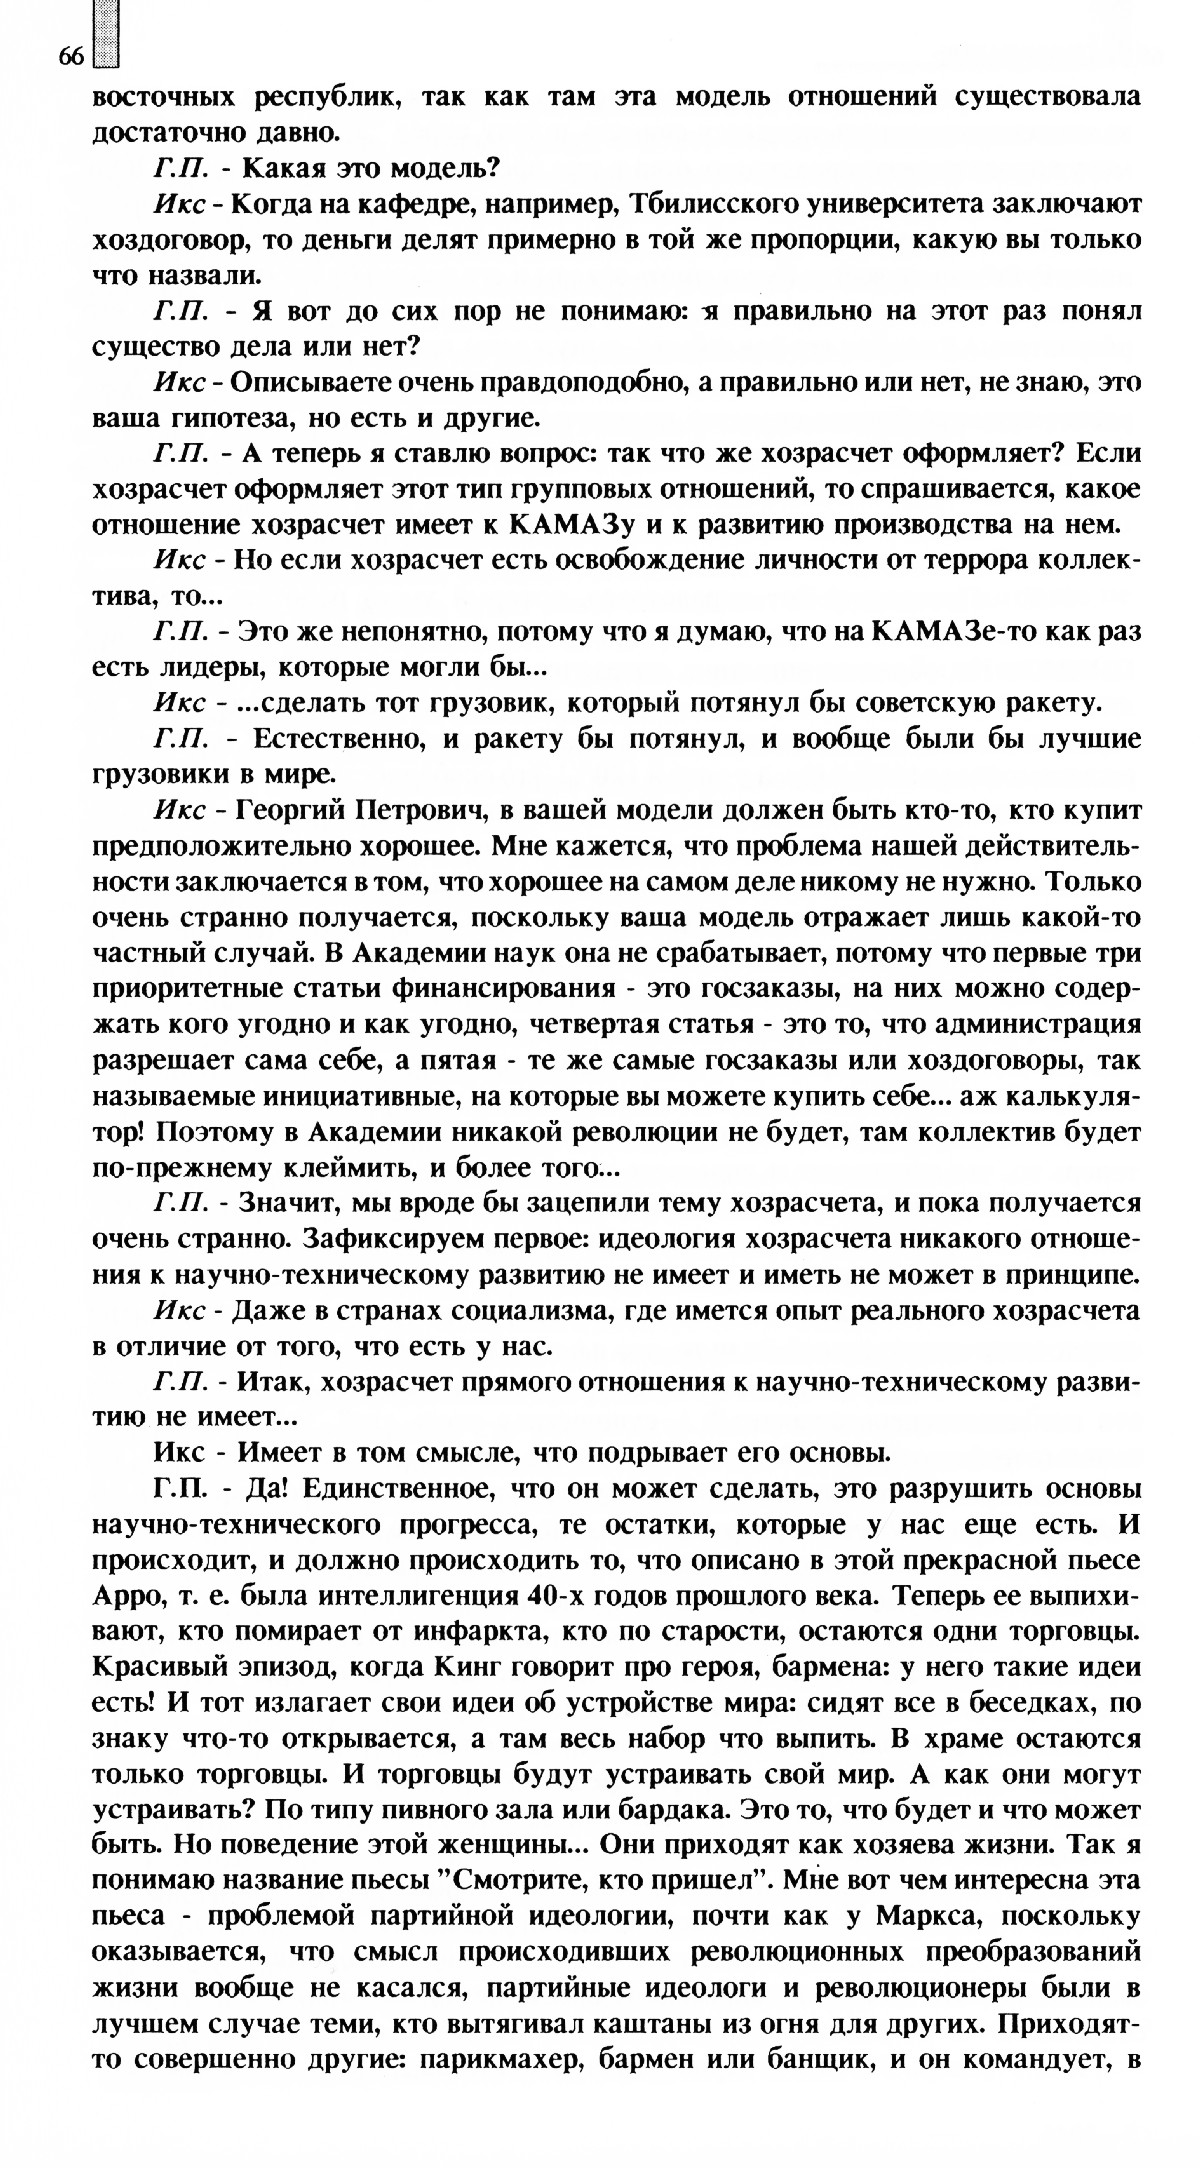 66
восточных республик, так как там эта модель отношений существовала
достаточно давно.
Г.П. - Какая это модель?
Икс - Когда на кафедре, например, Тбилисского университета заключают
хоздоговор, то деньги делят примерно в той же пропорции, какую вы только
что назвали.
Г.П. - Я вот до сих пор не понимаю: я правильно на этот раз понял
существо дела или нет?
Икс - Описываете очень правдоподобно, а правильно или нет, не знаю, это
ваша гипотеза, но есть и другие.
Г.П. - А теперь я ставлю вопрос: так что же хозрасчет оформляет? Если
хозрасчет оформляет этот тип групповых отношений, то спрашивается, какое
отношение хозрасчет имеет к КАМАЗу и к развитию производства на нем.
Икс - Но если хозрасчет есть освобождение личности от террора коллек-
тива, то...
Г.П. - Это же непонятно, потому что я думаю, что на КАМАЗе-то как раз
есть лидеры, которые могли бы...
Икс - ...сделать тот грузовик, который потянул бы советскую ракету.
Г.П. - Естественно, и ракету бы потянул, и вообще были бы лучшие
грузовики в мире.
Икс - Георгий Петрович, в вашей модели должен быть кто-то, кто купит
предположительно хорошее. Мне кажется, что проблема нашей действитель-
ности заключается в том, что хорошее на самом деле никому не нужно. Только
очень странно получается, поскольку ваша модель отражает лишь какой-то
частный случай. В Академии наук она не срабатывает, потому что первые три
приоритетные статьи финансирования - это госзаказы, на них можно содер-
жать кого угодно и как угодно, четвертая статья - это то, что администрация
разрешает сама себе, а пятая - те же самые госзаказы или хоздоговоры, так
называемые инициативные, на которые вы можете купить себе... аж калькуля-
тор! Поэтому в Академии никакой революции не будет, там коллектив будет
по-прежнему клеймить, и более того...
Г.П. - Значит, мы вроде бы зацепили тему хозрасчета, и пока получается
очень странно. Зафиксируем первое: идеология хозрасчета никакого отноше-
ния к научно-техническому развитию не имеет и иметь не может в принципе.
Икс - Даже в странах социализма, где имется опыт реального хозрасчета
в отличие от того, что есть у нас.
Г.П. - Итак, хозрасчет прямого отношения к научно-техническому разви-
тию не имеет...
Икс - Имеет в том смысле, что подрывает его основы.
Г.П. - Да! Единственное, что он может сделать, это разрушить основы
научно-технического прогресса, те остатки, которые у нас еще есть. И
происходит, и должно происходить то, что описано в этой прекрасной пьесе
Арро, т. е. была интеллигенция 40-х годов прошлого века. Теперь ее выпихи-
вают, кто помирает от инфаркта, кто по старости, остаются одни торговцы.
Красивый эпизод, когда Кинг говорит про героя, бармена: у него такие идеи
есть! И тот излагает свои идеи об устройстве мира: сидят все в беседках, по
знаку что-то открывается, а там весь набор что выпить. В храме остаются
только торговцы. И торговцы будут устраивать свой мир. А как они могут
устраивать? По типу пивного зала или бардака. Это то, что будет и что может
быть. Но поведение этой женщины... Они приходят как хозяева жизни. Так я
понимаю название пьесы ”Смотрите, кто пришел”. Мне вот чем интересна эта
пьеса - проблемой партийной идеологии, почти как у Маркса, поскольку
оказывается, что смысл происходивших революционных преобразований
жизни вообще не касался, партийные идеологи и революционеры были в
лучшем случае теми, кто вытягивал каштаны из огня для других. Приходят-
то совершенно другие: парикмахер, бармен или банщик, и он командует, в